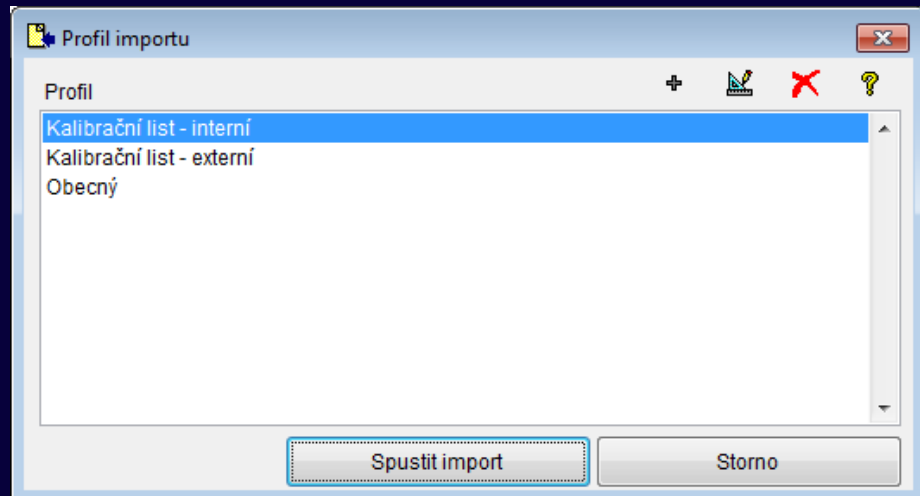 Profil importu
Profil
Kalibrační list - interní
Kalibrační list - externí
Obecný
Spustit import
Storno